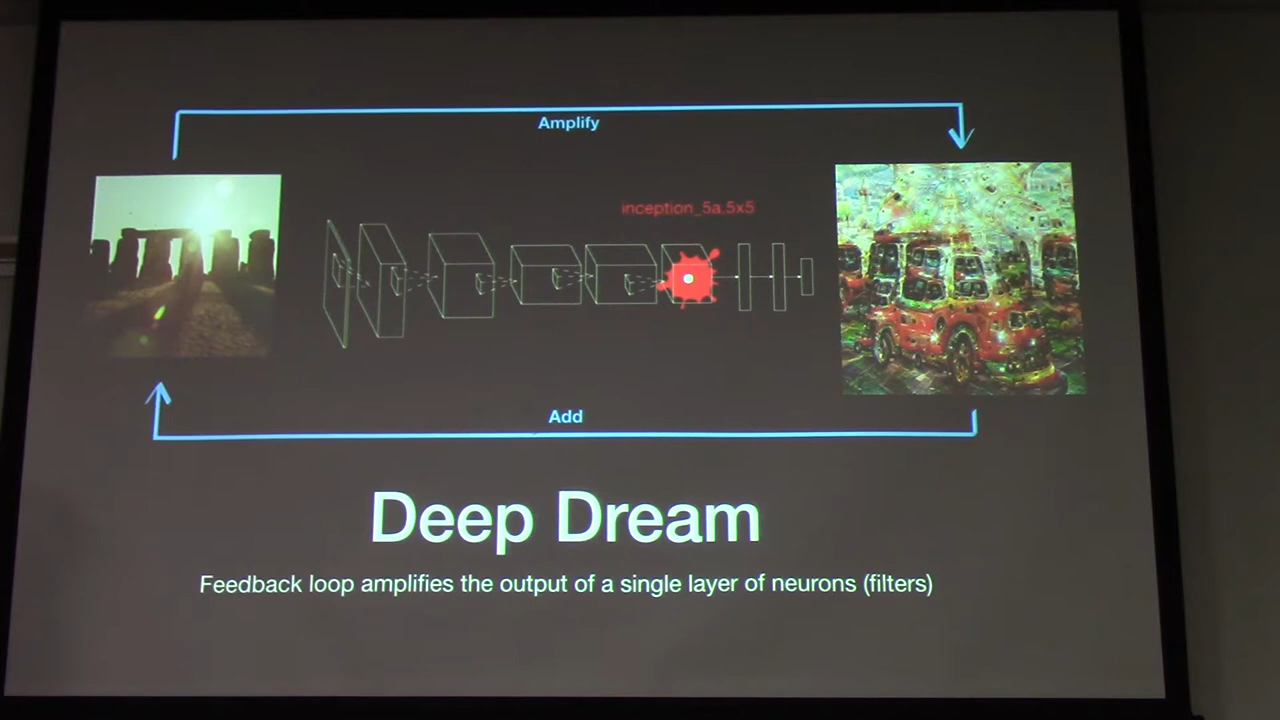 Amplify
inception_5a.5x5
Add
Deep Dream
Feedback loop amplifies the output of a single layer of neurons (filters)